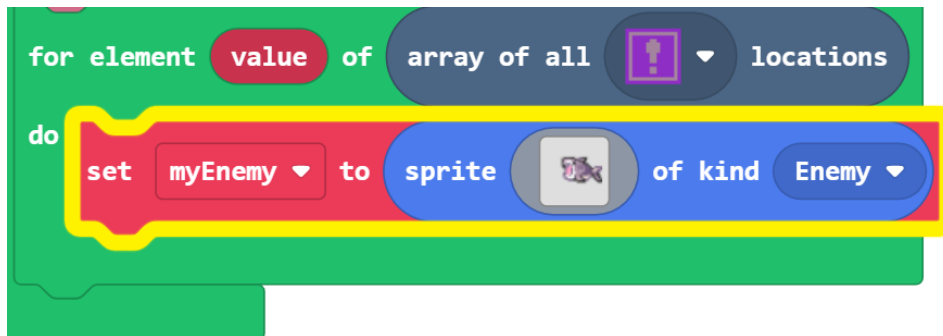 for element value of array of all locations
do
set myEnemy to sprite of kind Enemy